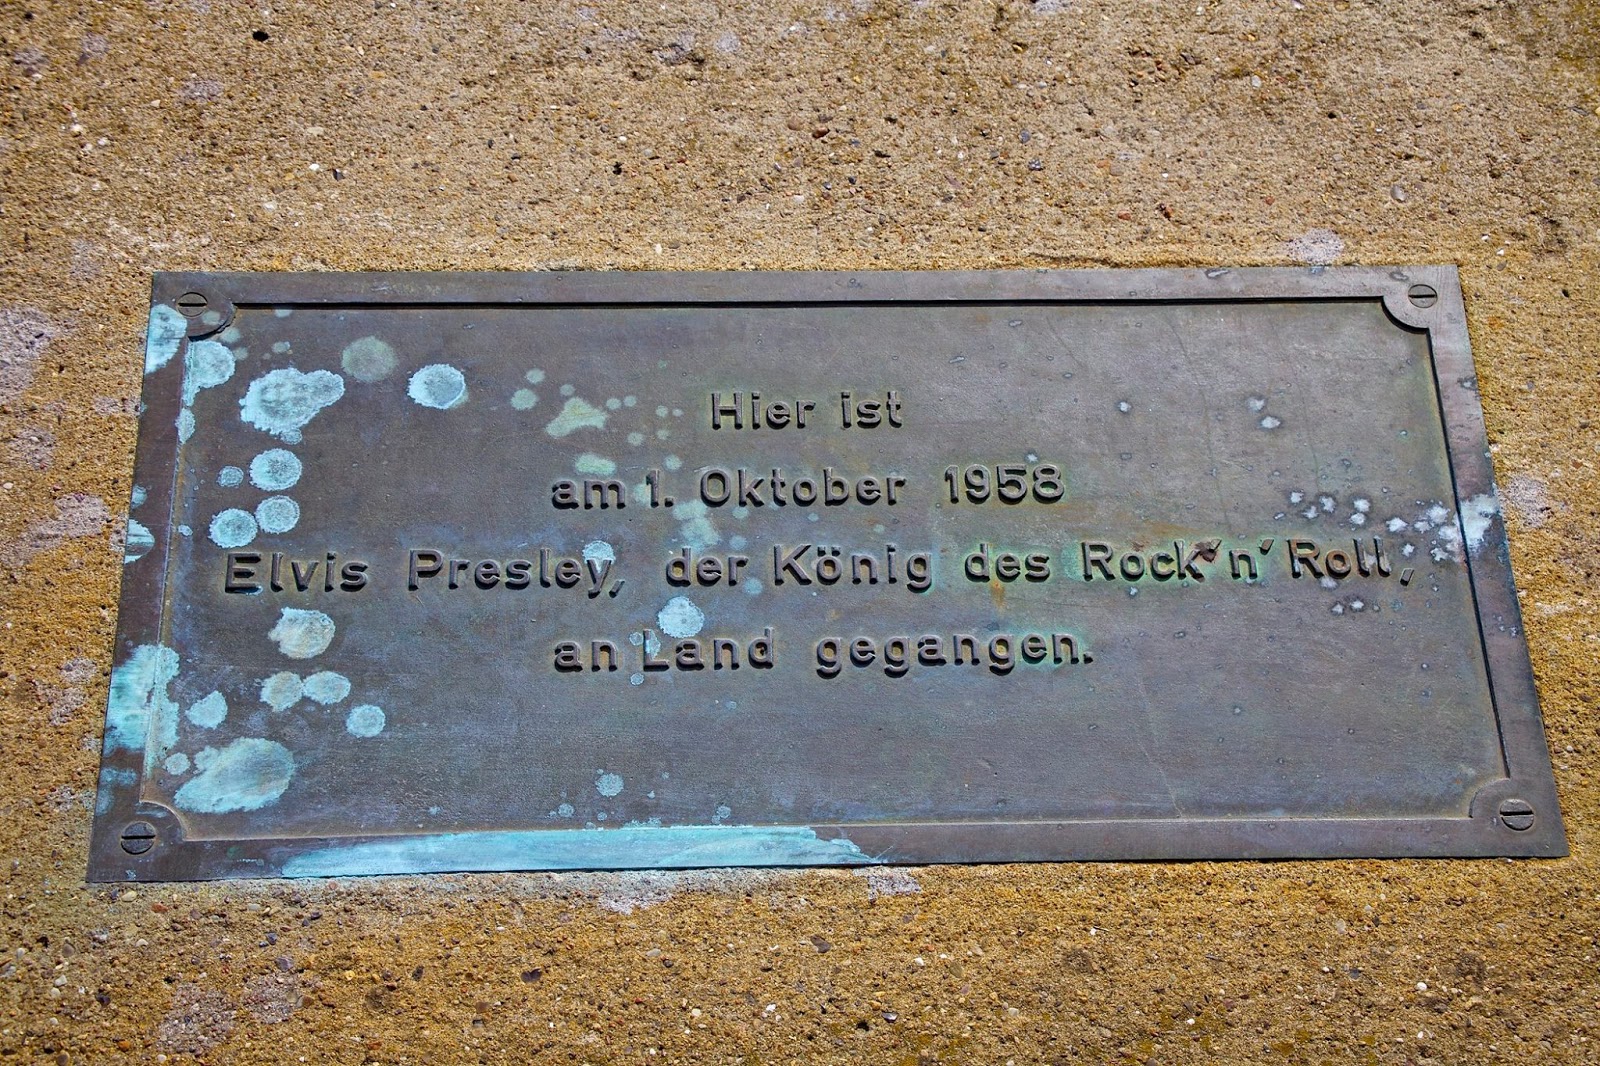 Hier ist
am 1. Oktober 1958
Elvis Presley, der König des Rock'n' Roll,
an Land gegangen.